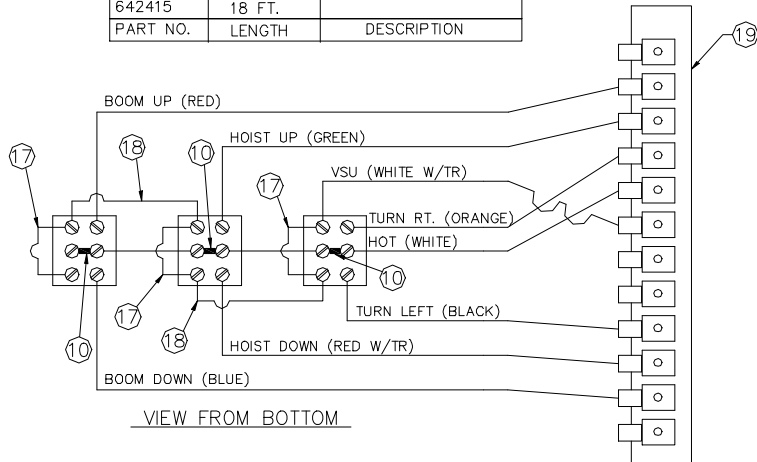 642415 18 FT.
PART NO. LENGTH DESCRIPTION
19
BOOM UP (RED)
HOIST UP (GREEN)
17
18
10
VSU (WHITE W/TR)
17
TURN RT. (ORANGE)
HOT (WHITE)
10
17
TURN LEFT (BLACK)
18
10
HOIST DOWN (RED W/TR)
BOOM DOWN (BLUE)
VIEW FROM BOTTOM